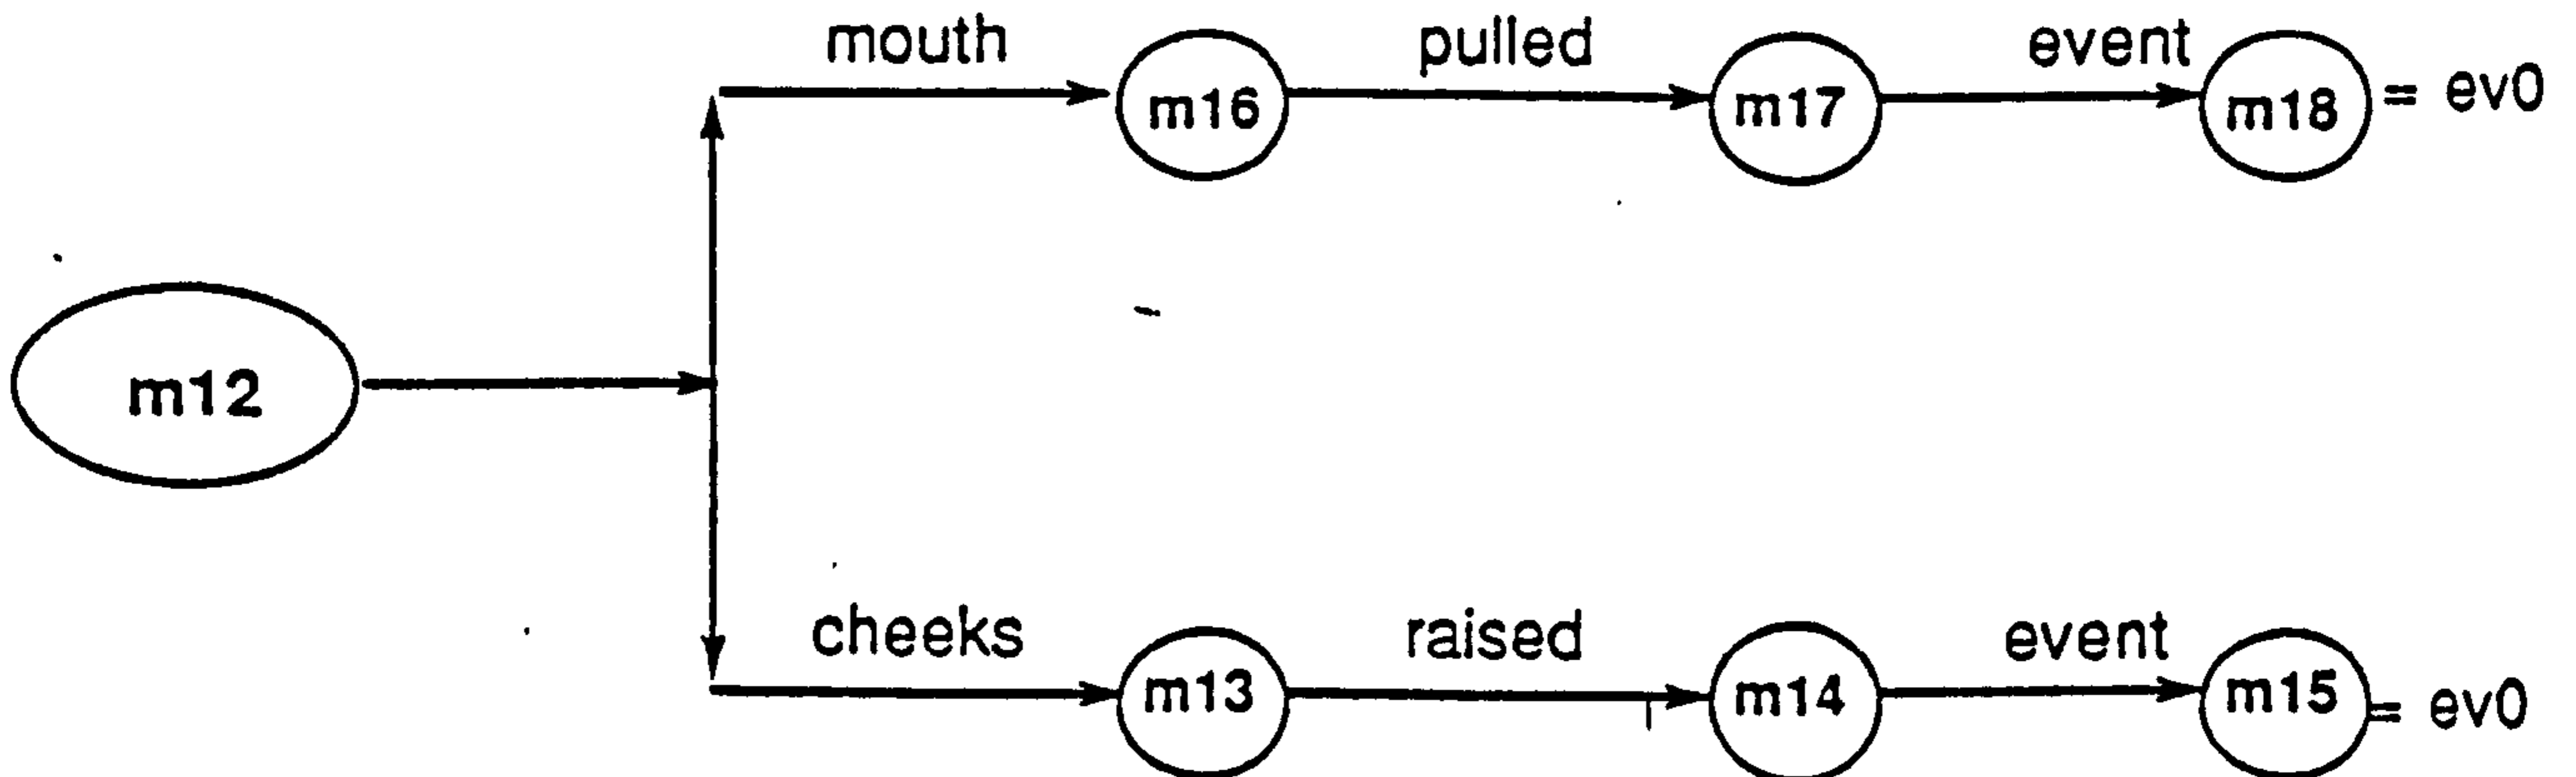 mouth pulled event
m16 m17 m18 = ev0
m12
cheeks raised event
m13 m14 m15 = ev0